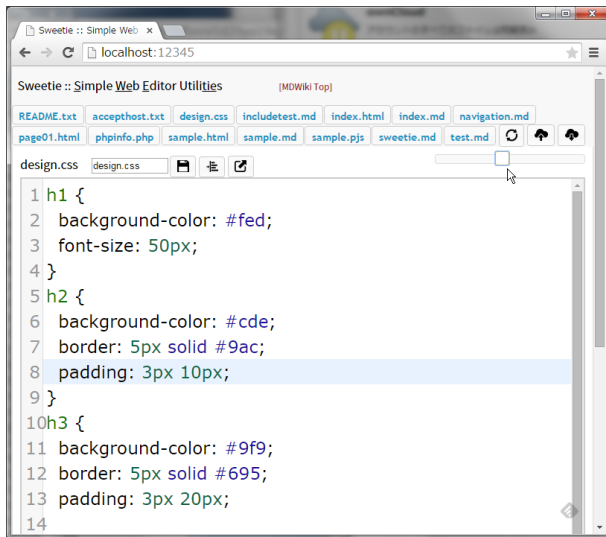 Sweetie :: Simple Web
localhost:12345
Sweetie :: Simple Web Editor Utilities [MDWiki Top]
README.txt accepthost.txt design.css includetest.md index.html index.md navigation.md
page01.html phpinfo.php sample.html sample.md sample.pjs sweetie.md test.md
design.css design.css
1 h1 {
2 background-color: #fed;
3 font-size: 50px;
4 }
5 h2 {
6 background-color: #cde;
7 border: 5px solid #9ac;
8 padding: 3px 10px;
9 }
10 h3 {
11 background-color: #9f9;
12 border: 5px solid #695;
13 padding: 3px 20px;
14